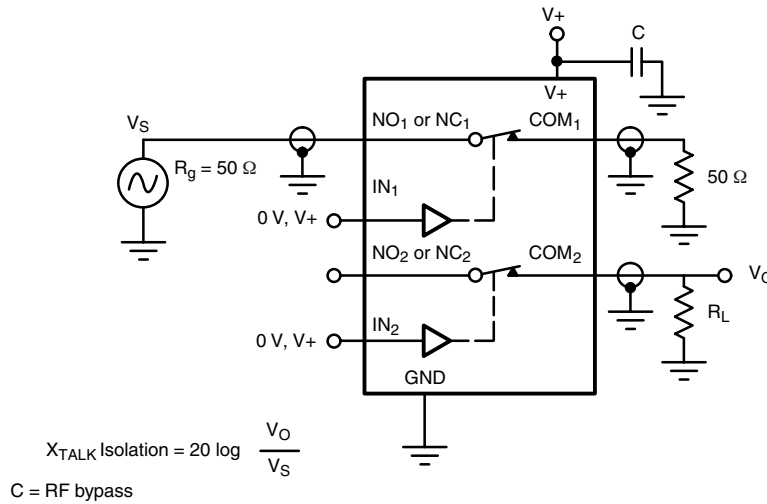 V+
C
V+
VS
NO1 or NC1
COM1
Rg = 50 Ω
50 Ω
IN1
0 V, V+
NO2 or NC2
COM2
VO
RL
IN2
0 V, V+
GND
XTALK Isolation = 20 log VO
VS
C = RF bypass